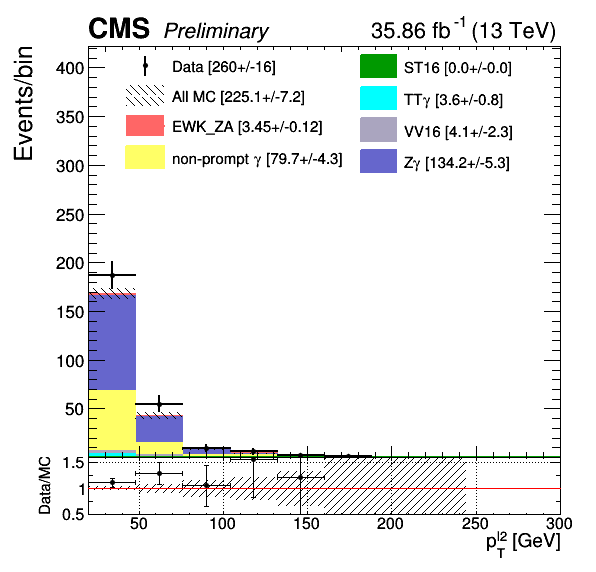 CMS Preliminary 35.86 fb⁻¹ (13 TeV)
Events/bin
400
350
300
250
200
150
100
50
Data [260+/-16]
All MC [225.1+/-7.2]
EWK_ZA [3.45+/-0.12]
non-prompt γ [79.7+/-4.3]
ST16 [0.0+/-0.0]
TTγ [3.6+/-0.8]
VV16 [4.1+/-2.3]
Zγ [134.2+/-5.3]
Data/MC
1.5
1
0.5
50 100 150 200 250 300
p_T^l2 [GeV]